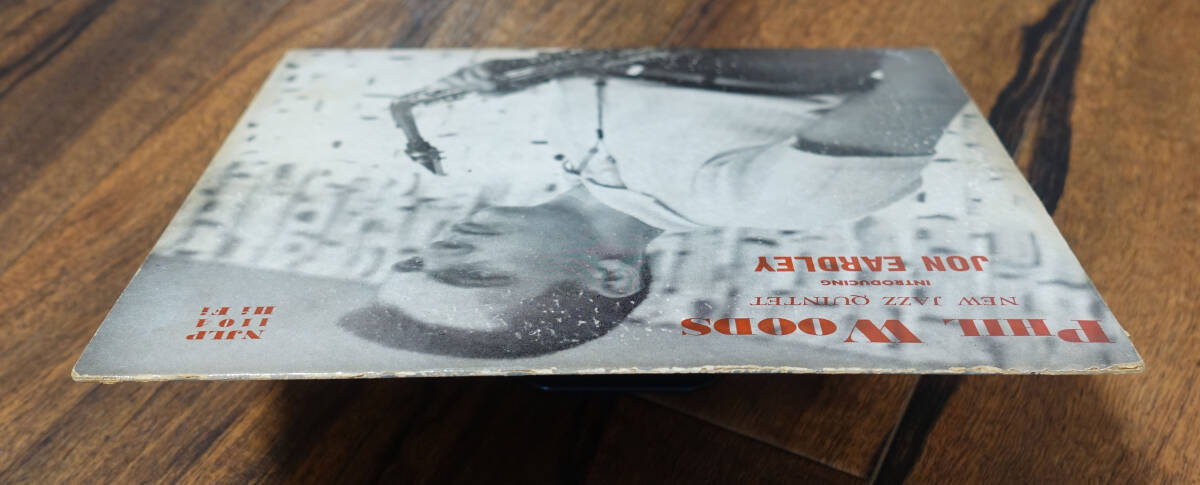 PHIL WOODS
NEW JAZZ QUINTET
INTRODUCING
JON EARDLEY
NJLP
1104
Hi Fi